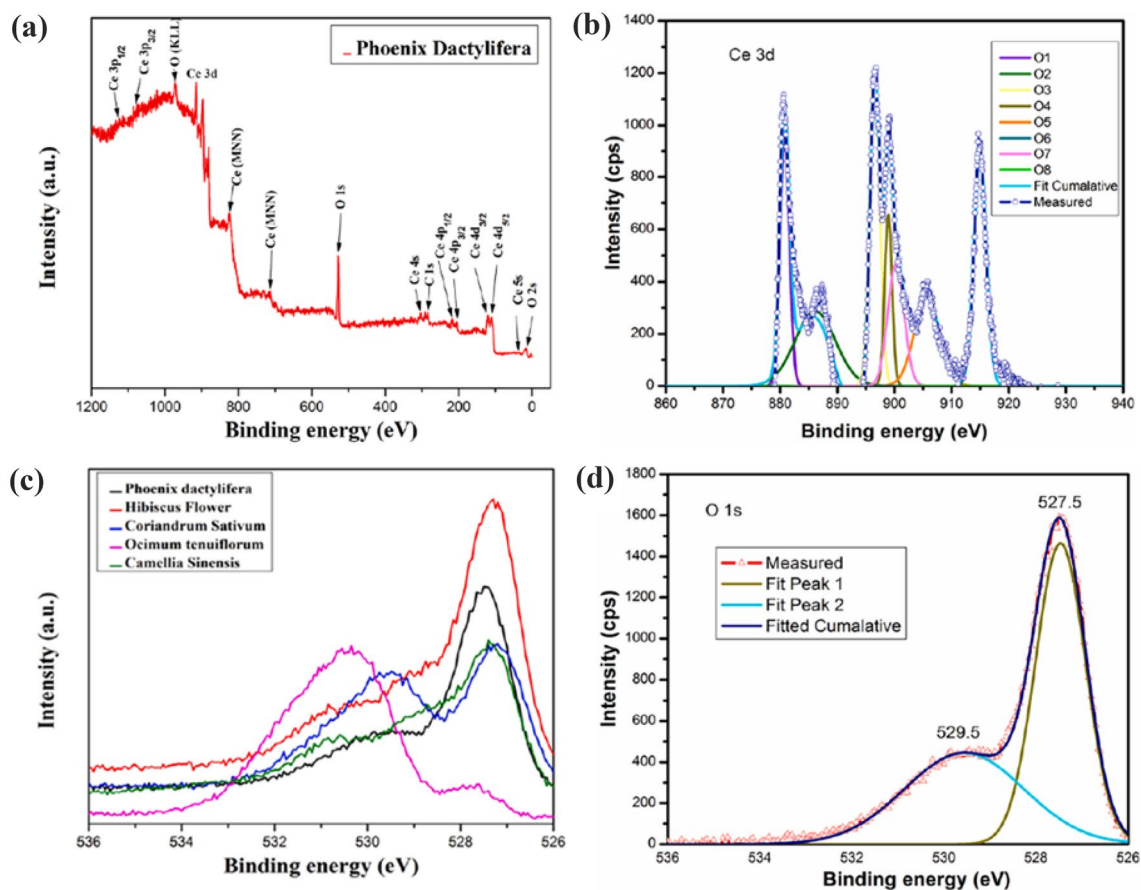 (a)
Phoenix Dactylifera
Ce 3p1/2
Ce 3p3/2
O (KLL)
Ce 3d
Ce (MNN)
Ce (MNN)
O 1s
Ce 4s
C 1s
Ce 4p1/2
Ce 4p3/2
Ce 4d3/2
Ce 4d5/2
Ce 5s
O 2s
Intensity (a.u.)
1200 1000 800 600 400 200 0
Binding energy (eV)
(b)
Ce 3d
O1
O2
O3
O4
O5
O6
O7
O8
Fit Cumalative
Measured
1400
1200
1000
800
600
400
200
0
Intensity (cps)
860 870 880 890 900 910 920 930 940
Binding energy (eV)
(c)
Phoenix dactylifera
Hibiscus Flower
Coriandrum Sativum
Ocimum tenuiflorum
Camellia Sinensis
Intensity (a.u.)
536 534 532 530 528 526
Binding energy (eV)
(d)
O 1s
527.5
529.5
Measured
Fit Peak 1
Fit Peak 2
Fitted Cumalative
1800
1600
1400
1200
1000
800
600
400
200
0
Intensity (cps)
536 534 532 530 528 526
Binding energy (eV)